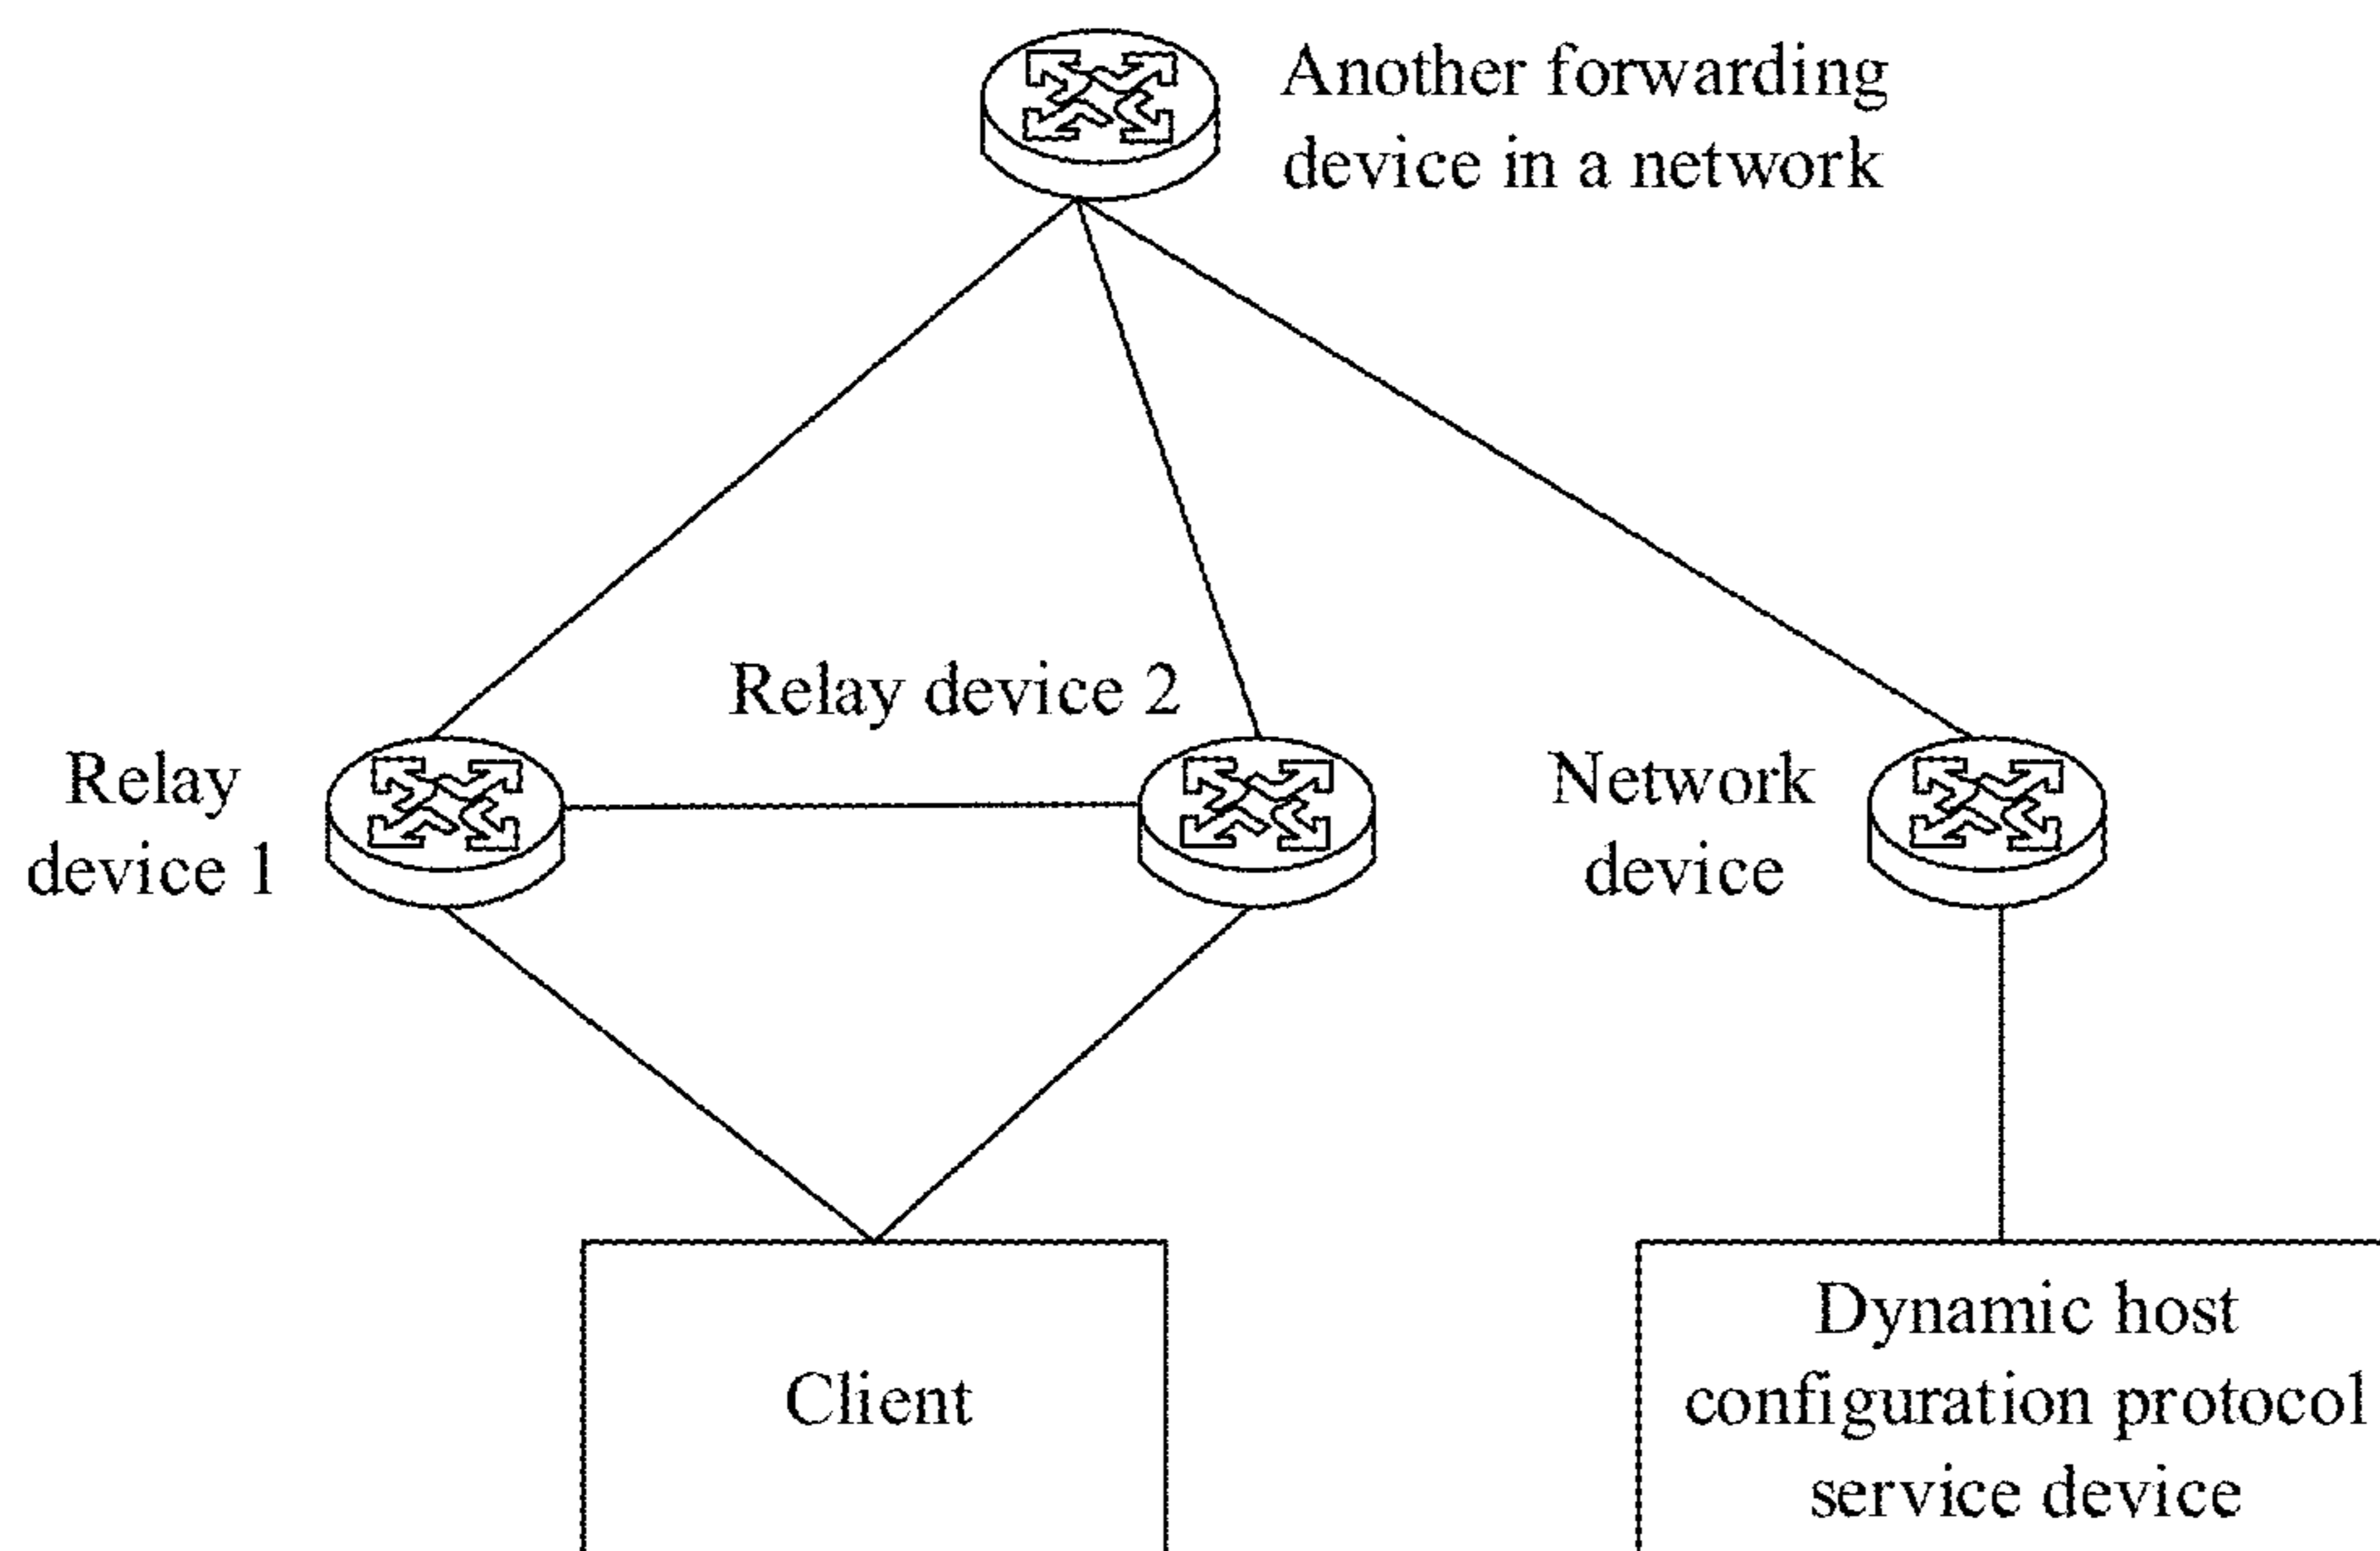 Another forwarding
device in a network
Relay device 2
Relay
device 1
Network
device
Client
Dynamic host
configuration protocol
service device